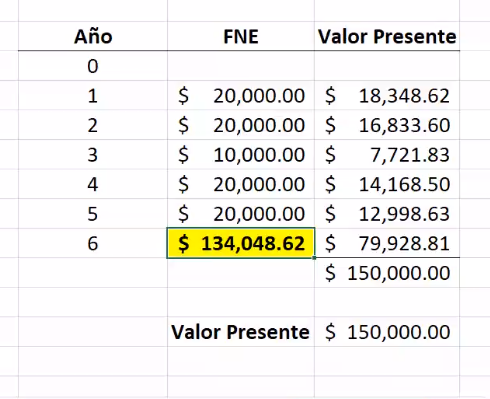 Año FNE Valor Presente
0
1 $ 20,000.00 $ 18,348.62
2 $ 20,000.00 $ 16,833.60
3 $ 10,000.00 $ 7,721.83
4 $ 20,000.00 $ 14,168.50
5 $ 20,000.00 $ 12,998.63
6 $ 134,048.62 $ 79,928.81
$ 150,000.00
Valor Presente $ 150,000.00